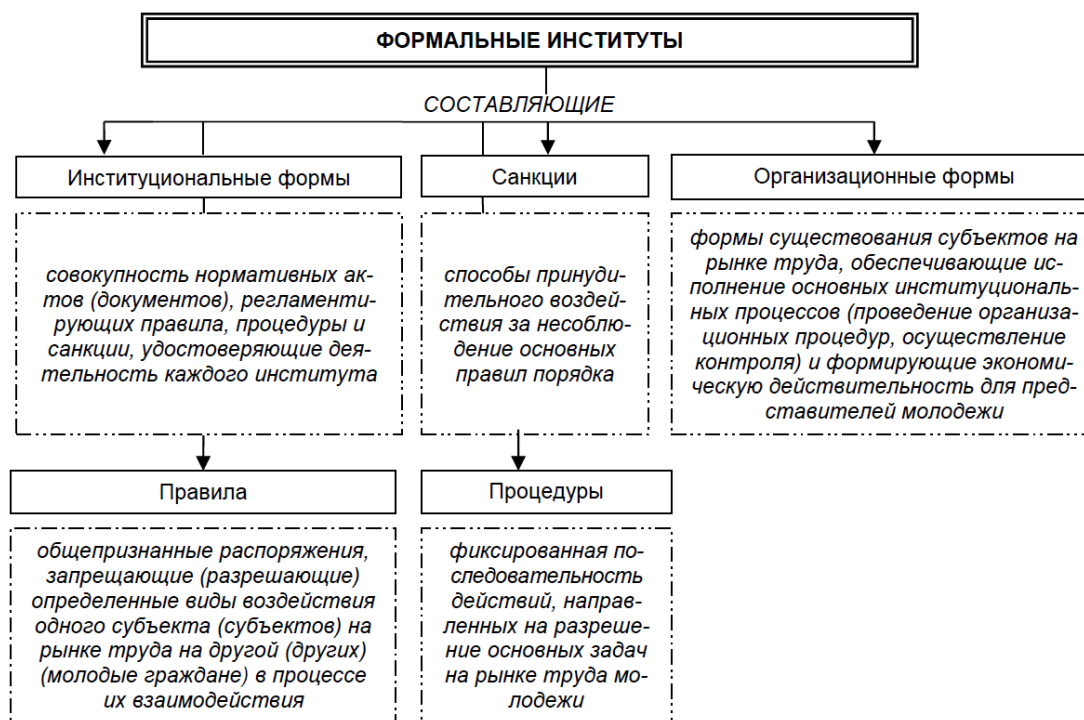 ФОРМАЛЬНЫЕ ИНСТИТУТЫ
СОСТАВЛЯЮЩИЕ
Институциональные формы
совокупность нормативных ак-
тов (документов), регламенти-
рующих правила, процедуры и
санкции, удостоверяющие дея-
тельность каждого института
Санкции
способы принуди-
тельного воздей-
ствия за несоблю-
дение основных
правил порядка
Организационные формы
формы существования субъектов на
рынке труда, обеспечивающие ис-
полнение основных институциональ-
ных процессов (проведение организа-
ционных процедур, осуществление
контроля) и формирующие экономи-
ческую действительность для пред-
ставителей молодежи
Правила
общепризнанные распоряжения,
запрещающие (разрешающие)
определенные виды воздействия
одного субъекта (субъектов) на
рынке труда на другой (других)
(молодые граждане) в процессе
их взаимодействия
Процедуры
фиксированная по-
следовательность
действий, направ-
ленных на разреше-
ние основных задач
на рынке труда мо-
лодежи